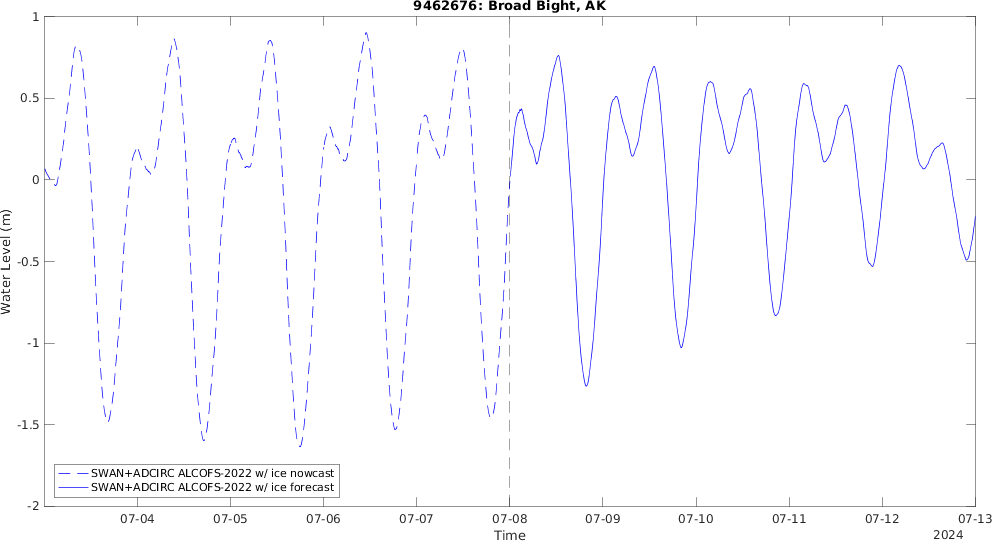 9462676: Broad Bight, AK
1
0.5
0
-0.5
-1
-1.5
-2
Water Level (m)
SWAN+ADCIRC ALCOFS-2022 w/ ice nowcast
SWAN+ADCIRC ALCOFS-2022 w/ ice forecast
07-04 07-05 07-06 07-07 07-08 07-09 07-10 07-11 07-12 07-13
Time
2024